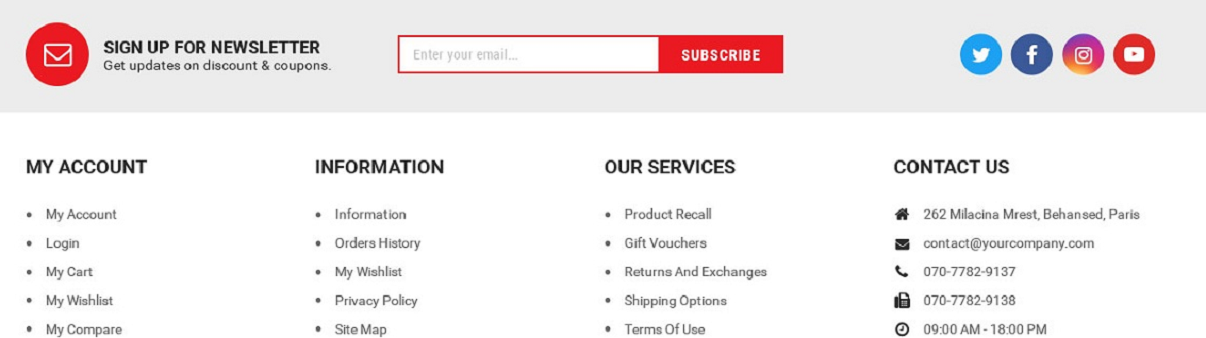 SIGN UP FOR NEWSLETTER
Get updates on discount & coupons.
Enter your email...
SUBSCRIBE
MY ACCOUNT
My Account
Login
My Cart
My Wishlist
My Compare
INFORMATION
Information
Orders History
My Wishlist
Privacy Policy
Site Map
OUR SERVICES
Product Recall
Gift Vouchers
Returns And Exchanges
Shipping Options
Terms Of Use
CONTACT US
262 Milacina Mrest, Behansed, Paris
contact@yourcompany.com
070-7782-9137
070-7782-9138
09:00 AM - 18:00 PM